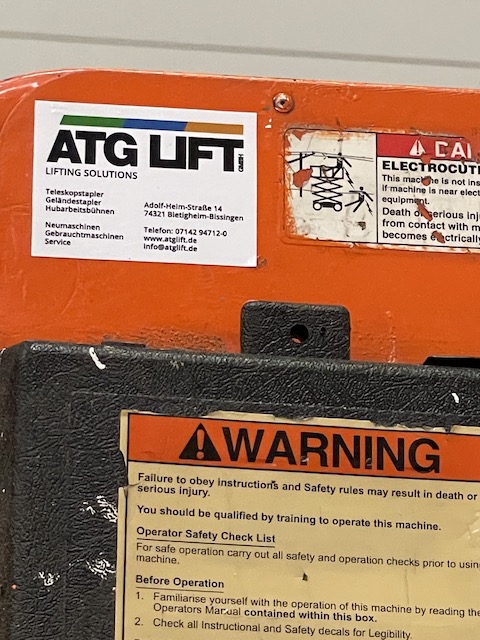 ATG LIFT GMBH
LIFTING SOLUTIONS
Teleskopstapler
Geländestapler
Hubarbeitsbühnen
Neumaschinen
Gebrauchtmaschinen
Service
Adolf-Heim-Straße 14
74321 Bietigheim-Bissingen
Telefon: 07142 94712-0
www.atglift.de
info@atglift.de
ELECTROCUT
This machine is not ins
if machine is near elect
equipment.
Death or serious inju
from contact with m
becomes electrically
WARNING
Failure to obey instructions and Safety rules may result in death or
serious injury.
You should be qualified by training to operate this machine.
Operator Safety Check List
For safe operation carry out all safety and operation checks prior to using
machine.
Before Operation
1. Familiarise yourself with the operation of this machine by reading the
Operators Manual contained within this box.
2. Check all Instructional and Safety decals for Legibility.